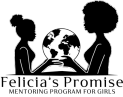 Felicia's Promise
MENTORING PROGRAM FOR GIRLS